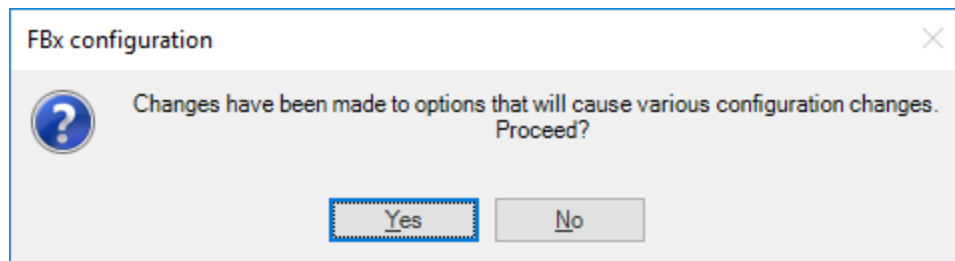 FBx configuration
Changes have been made to options that will cause various configuration changes.
Proceed?
Yes
No